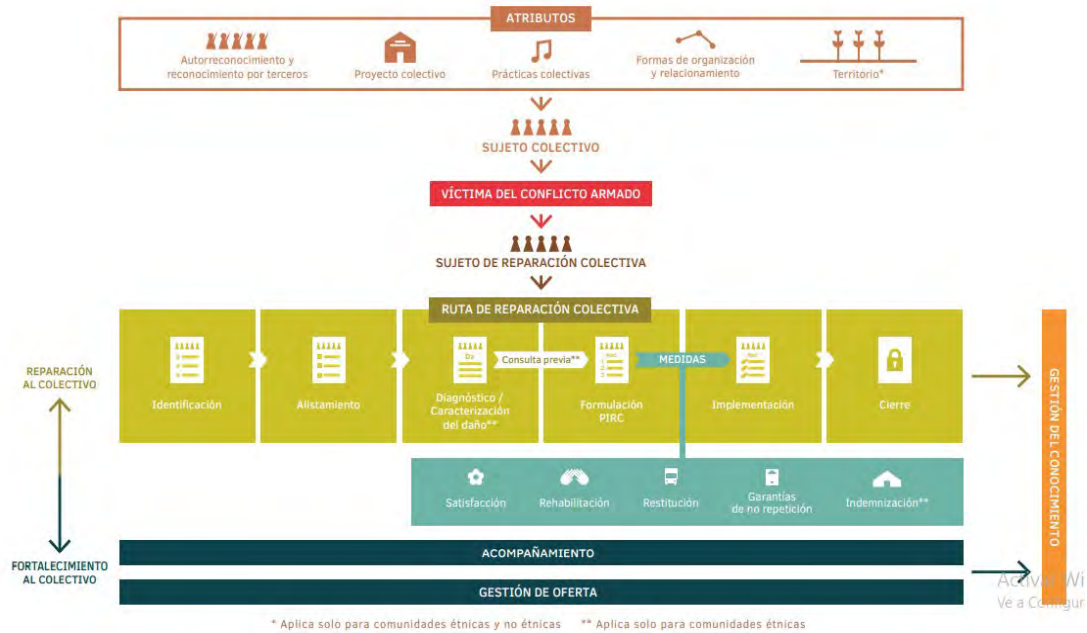 ATRIBUTOS
Autorreconocimiento y
reconocimiento por terceros
Proyecto colectivo
Prácticas colectivas
Formas de organización
y relacionamiento
Territorio*
SUJETO COLECTIVO
VÍCTIMA DEL CONFLICTO ARMADO
SUJETO DE REPARACIÓN COLECTIVA
RUTA DE REPARACIÓN COLECTIVA
REPARACIÓN
AL COLECTIVO
Identificación
Alistamiento
Diagnóstico /
Caracterización
del daño**
Consulta previa**
Formulación
PIRC
MEDIDAS
Implementación
Cierre
Satisfacción
Rehabilitación
Restitución
Garantías
de no repetición
Indemnización**
GESTIÓN DEL CONOCIMIENTO
FORTALECIMIENTO
AL COLECTIVO
ACOMPAÑAMIENTO
GESTIÓN DE OFERTA
* Aplica solo para comunidades étnicas y no étnicas
** Aplica solo para comunidades étnicas
Ve a